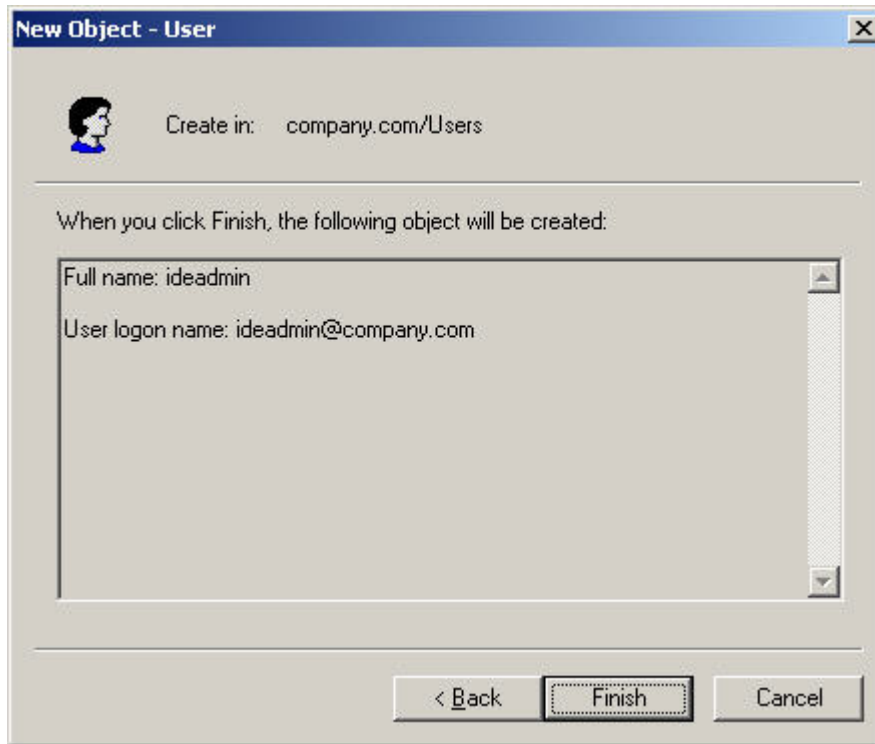 New Object - User
Create in: company.com/Users
When you click Finish, the following object will be created:
Full name: ideadmin
User logon name: ideadmin@company.com
< Back Finish Cancel